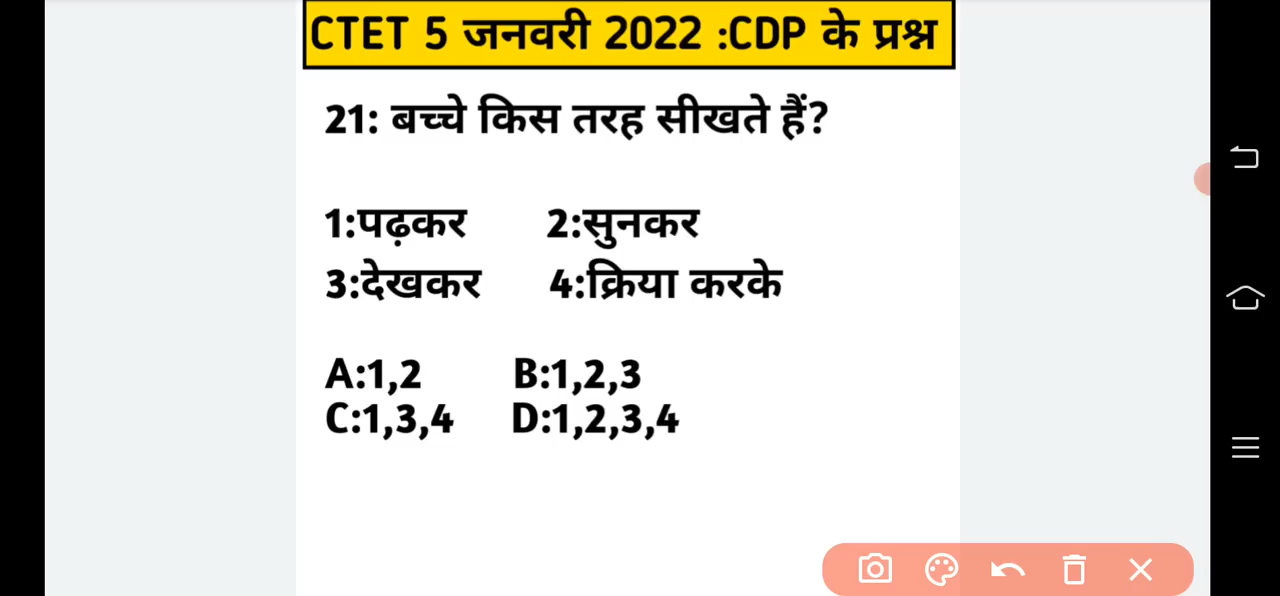 CTET 5 जनवरी 2022 :CDP के प्रश्न
21: बच्चे किस तरह सीखते हैं?
1:पढ़कर 2:सुनकर
3:देखकर 4:क्रिया करके
A:1,2 B:1,2,3
C:1,3,4 D:1,2,3,4